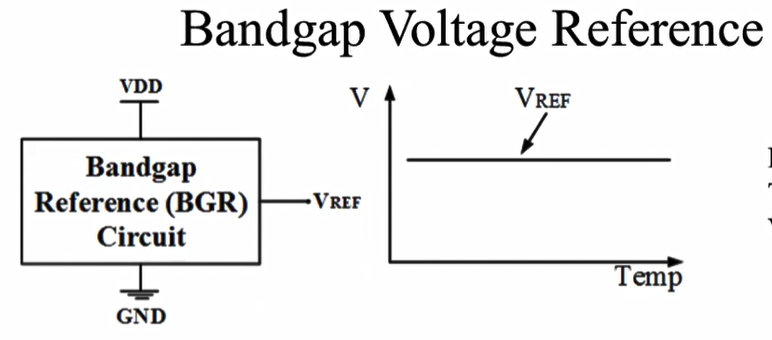 Bandgap Voltage Reference
VDD
Bandgap
Reference (BGR)
Circuit
VREF
GND
V
VREF
Temp